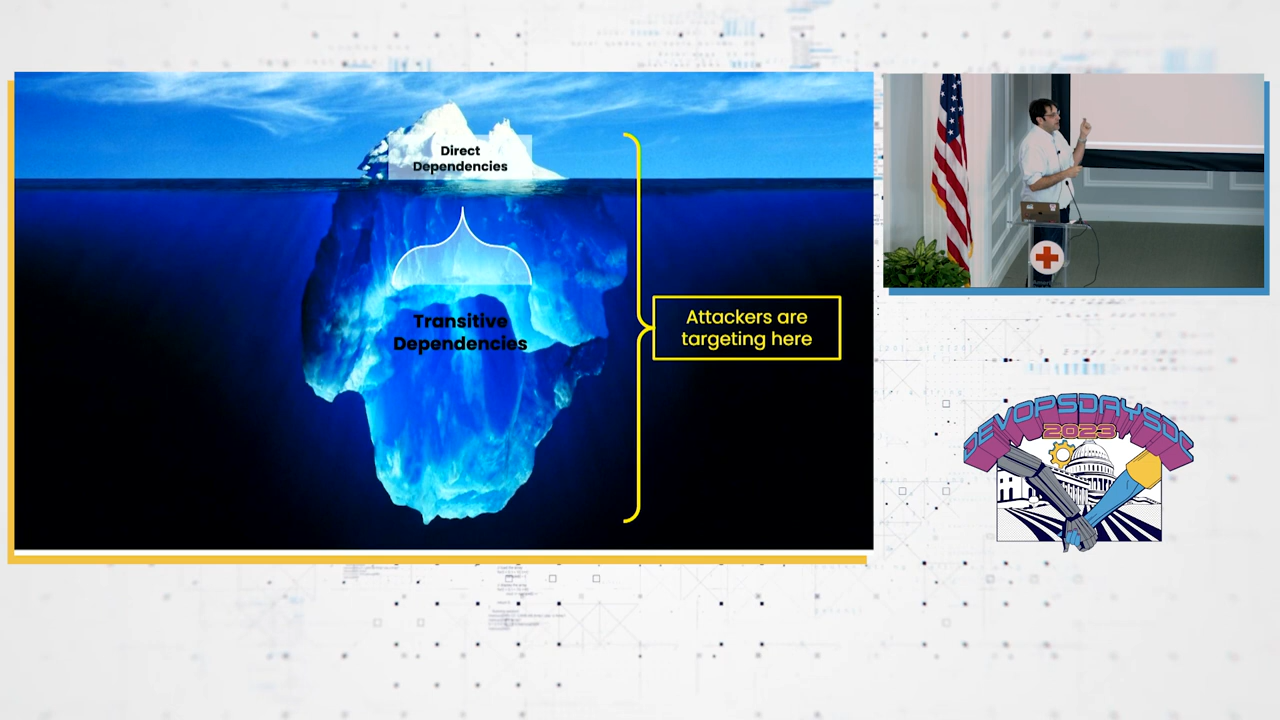 Direct
Dependencies
Transitive
Dependencies
Attackers are
targeting here
DEVOPSDAYSDC
2023